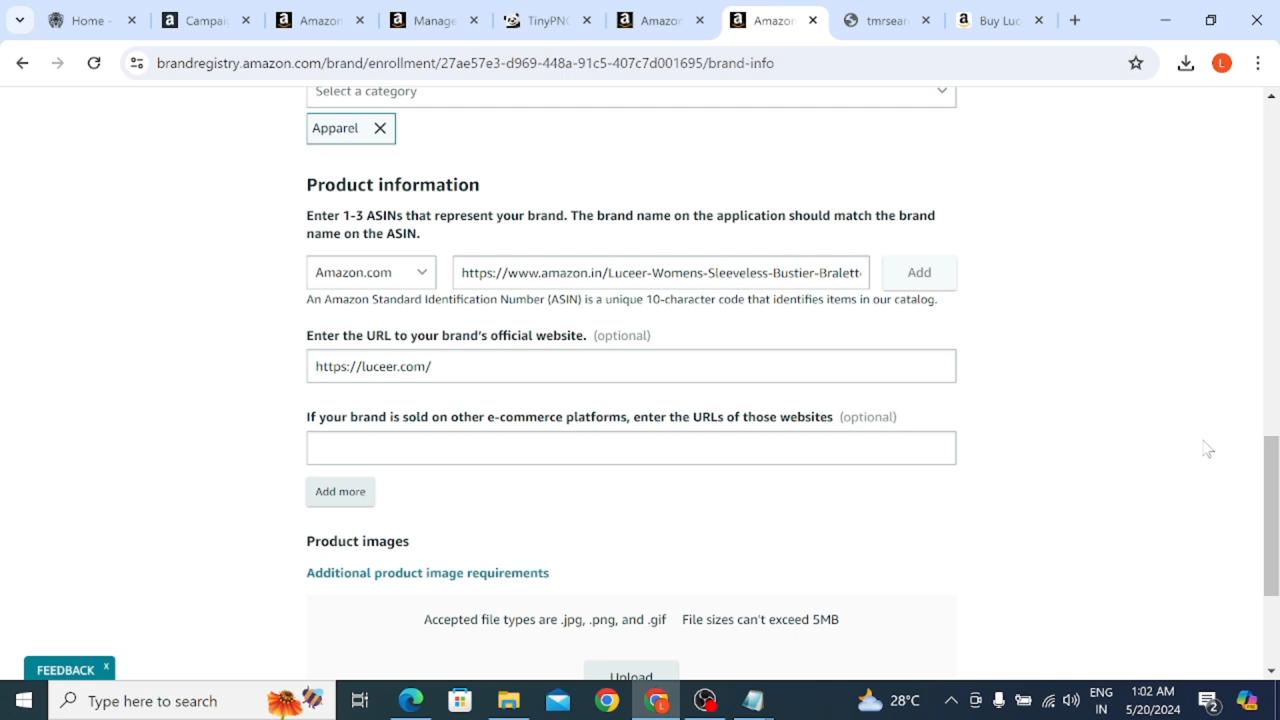 Home -
Campai
Amazon
Manage
TinyPNG
Amazon
Amazon
tmrsear
Buy Luc
brandregistry.amazon.com/brand/enrollment/27ae57e3-d969-448a-91c5-407c7d001695/brand-info
L
Select a category
Apparel
Product information
Enter 1-3 ASINs that represent your brand. The brand name on the application should match the brand
name on the ASIN.
Amazon.com
https://www.amazon.in/Luceer-Womens-Sleeveless-Bustier-Bralett
Add
An Amazon Standard Identification Number (ASIN) is a unique 10-character code that identifies items in our catalog.
Enter the URL to your brand's official website. (optional)
https://luceer.com/
If your brand is sold on other e-commerce platforms, enter the URLs of those websites (optional)
Add more
Product images
Additional product image requirements
Accepted file types are .jpg, .png, and .gif File sizes can't exceed 5MB
Upload
FEEDBACK x
Type here to search
28°C
ENG
IN
1:02 AM
5/20/2024
2